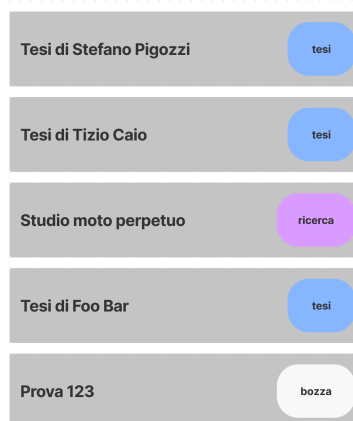 Tesi di Stefano Pigozzi tesi
Tesi di Tizio Caio tesi
Studio moto perpetuo ricerca
Tesi di Foo Bar tesi
Prova 123 bozza